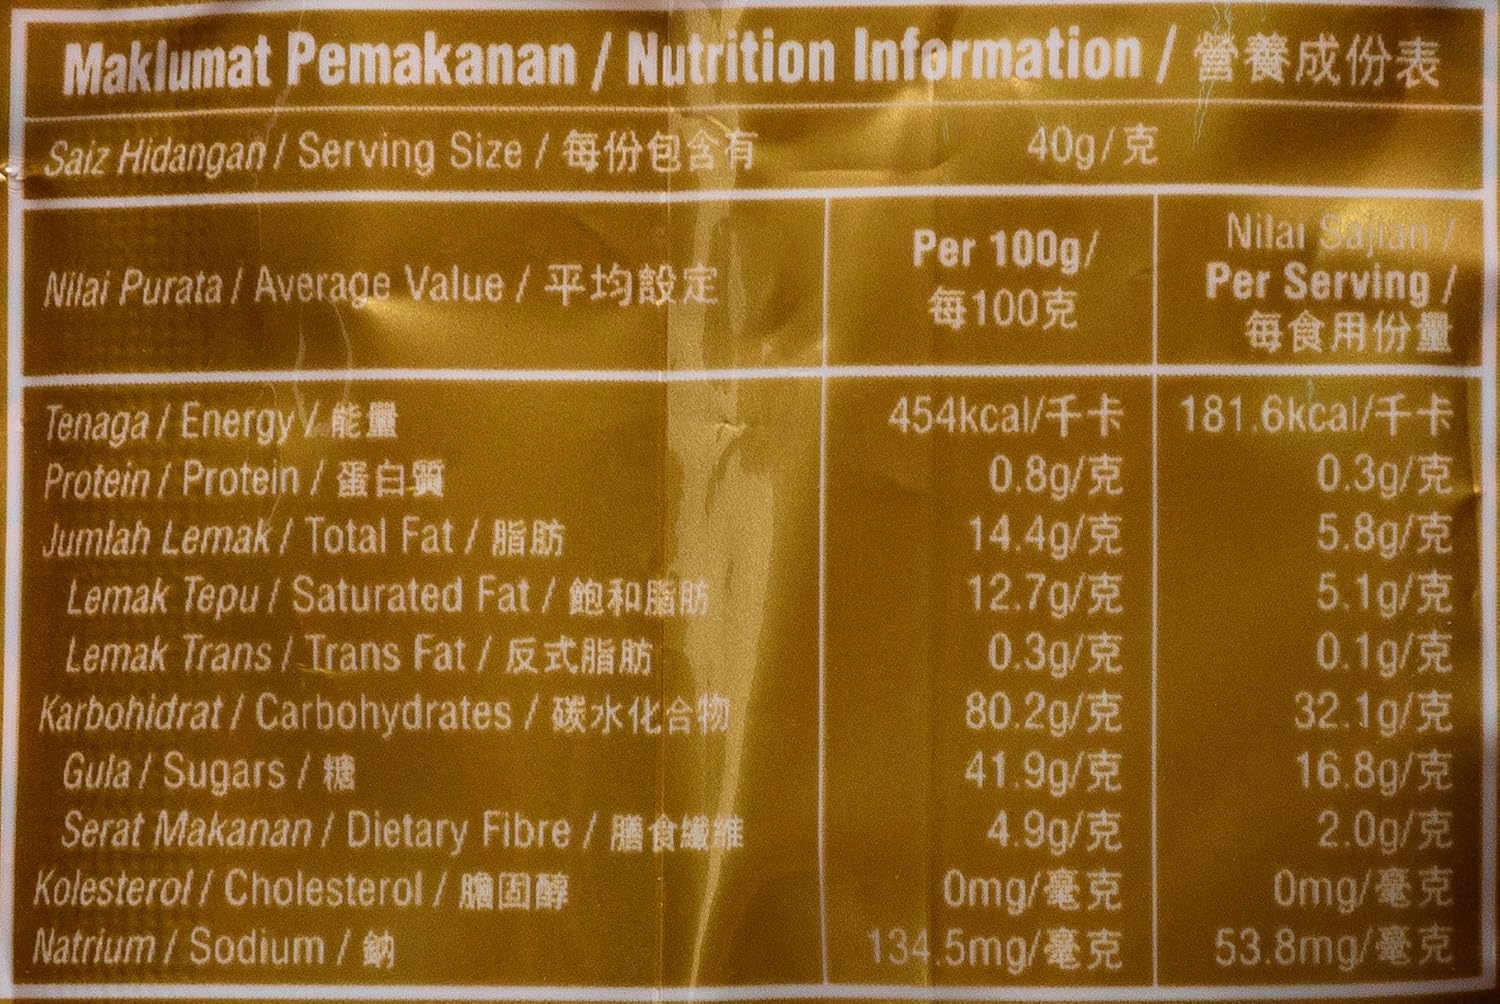 Maklumat Pemakanan / Nutrition Information / 營養成份表
Saiz Hidangan / Serving Size / 每份包含有 40g/克
Nilai Purata / Average Value / 平均設定 Per 100g/ 每100克 Nilai Sajian / Per Serving / 每食用份量
Tenaga / Energy / 能量 454kcal/千卡 181.6kcal/千卡
Protein / Protein / 蛋白質 0.8g/克 0.3g/克
Jumlah Lemak / Total Fat / 脂肪 14.4g/克 5.8g/克
Lemak Tepu / Saturated Fat / 飽和脂肪 12.7g/克 5.1g/克
Lemak Trans / Trans Fat / 反式脂肪 0.3g/克 0.1g/克
Karbohidrat / Carbohydrates / 碳水化合物 80.2g/克 32.1g/克
Gula / Sugars / 糖 41.9g/克 16.8g/克
Serat Makanan / Dietary Fibre / 膳食纖維 4.9g/克 2.0g/克
Kolesterol / Cholesterol / 膽固醇 0mg/毫克 0mg/毫克
Natrium / Sodium / 鈉 134.5mg/毫克 53.8mg/毫克